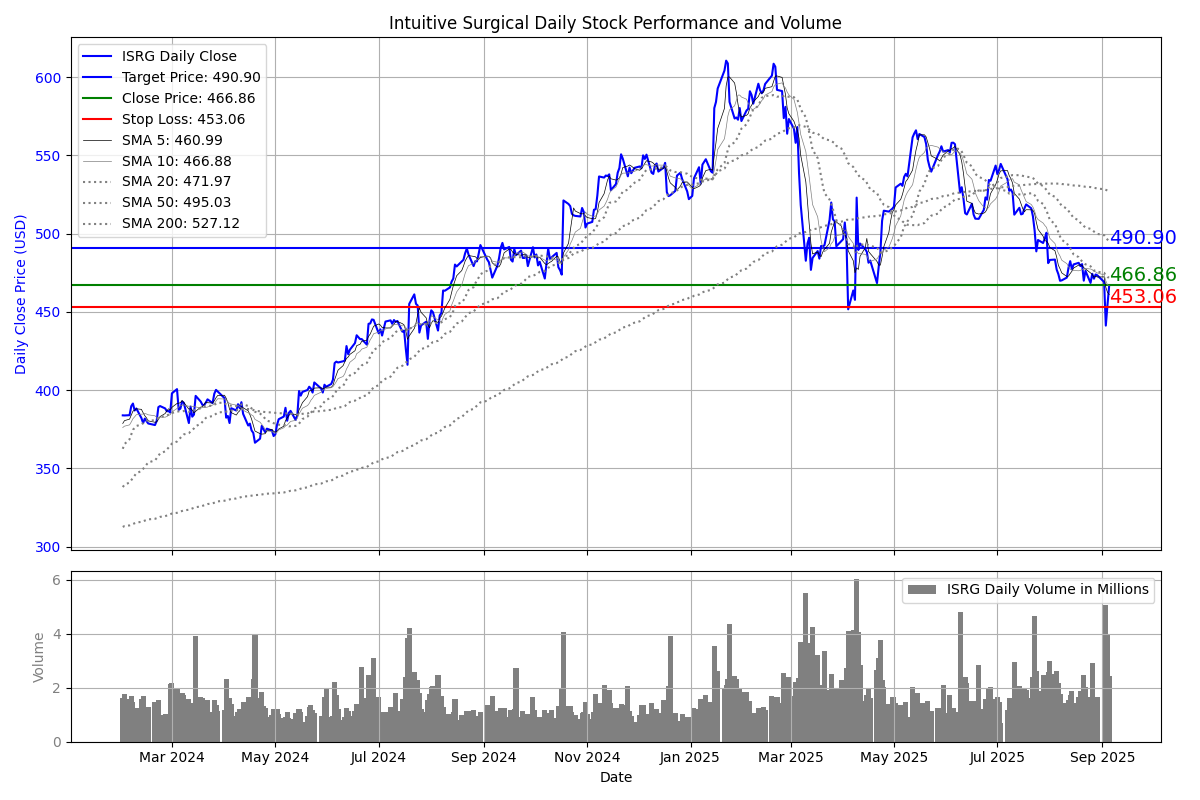 Intuitive Surgical Daily Stock Performance and Volume
ISRG Daily Close
Target Price: 490.90
Close Price: 466.86
Stop Loss: 453.06
SMA 5: 460.99
SMA 10: 466.88
SMA 20: 471.97
SMA 50: 495.03
SMA 200: 527.12
Daily Close Price (USD)
600
550
500
450
400
350
300
490.90
466.86
453.06
ISRG Daily Volume in Millions
Volume
6
4
2
0
Mar 2024
May 2024
Jul 2024
Sep 2024
Nov 2024
Jan 2025
Mar 2025
May 2025
Jul 2025
Sep 2025
Date